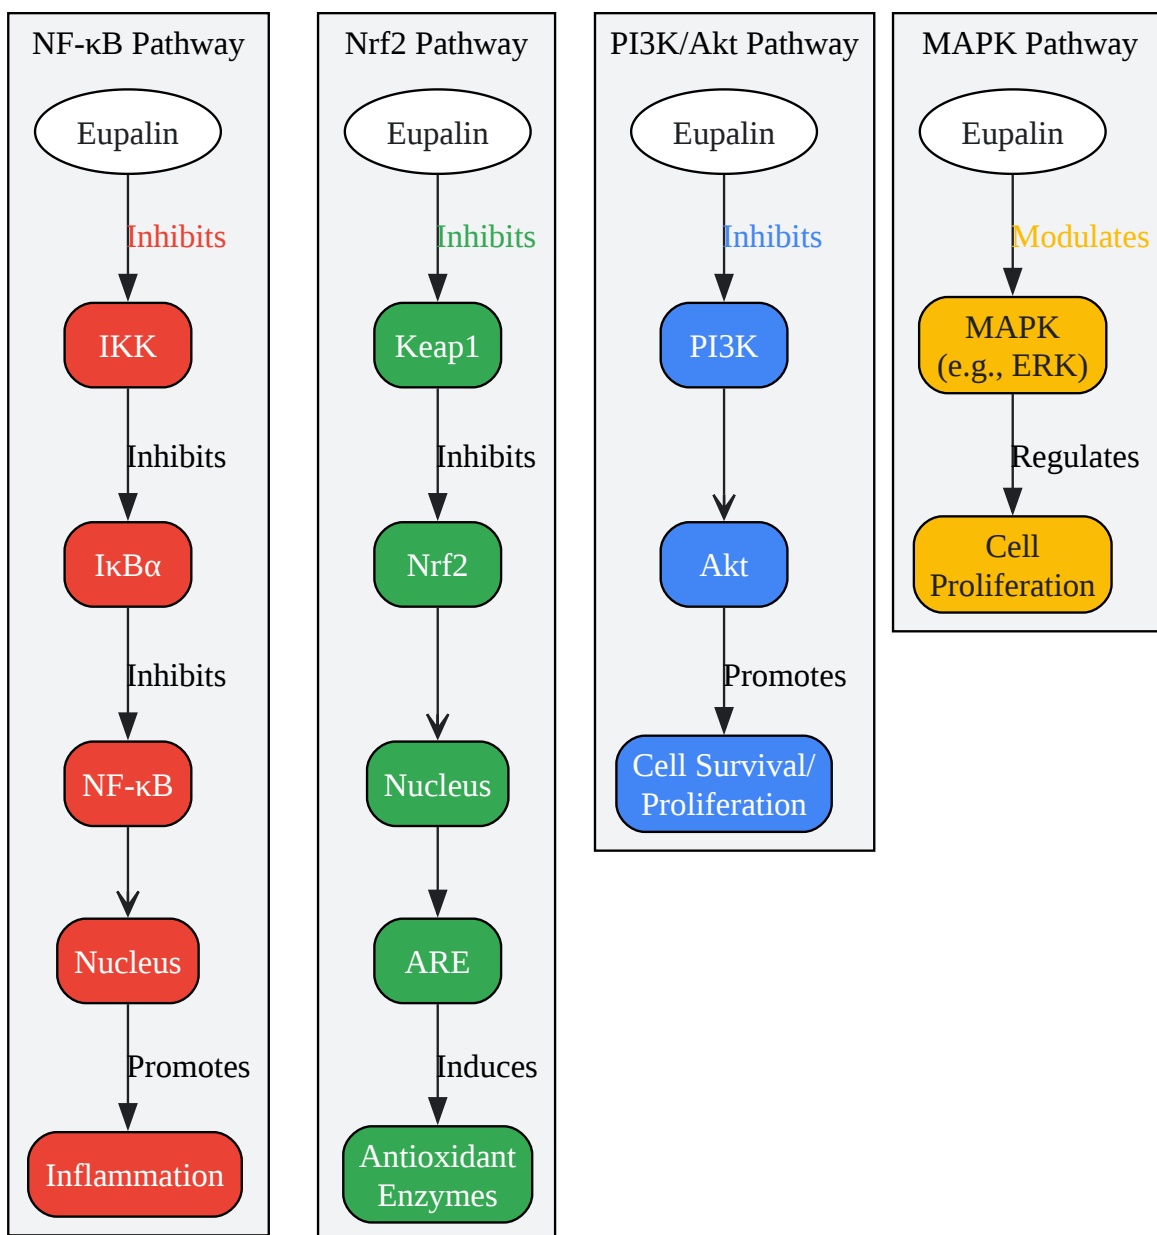 NF-κB Pathway
Eupalin
Inhibits
IKK
Inhibits
IκBα
Inhibits
NF-κB
Nucleus
Promotes
Inflammation
Nrf2 Pathway
Eupalin
Inhibits
Keap1
Inhibits
Nrf2
Nucleus
ARE
Induces
Antioxidant
Enzymes
PI3K/Akt Pathway
Eupalin
Inhibits
PI3K
Akt
Promotes
Cell Survival/
Proliferation
MAPK Pathway
Eupalin
Modulates
MAPK
(e.g., ERK)
Regulates
Cell
Proliferation